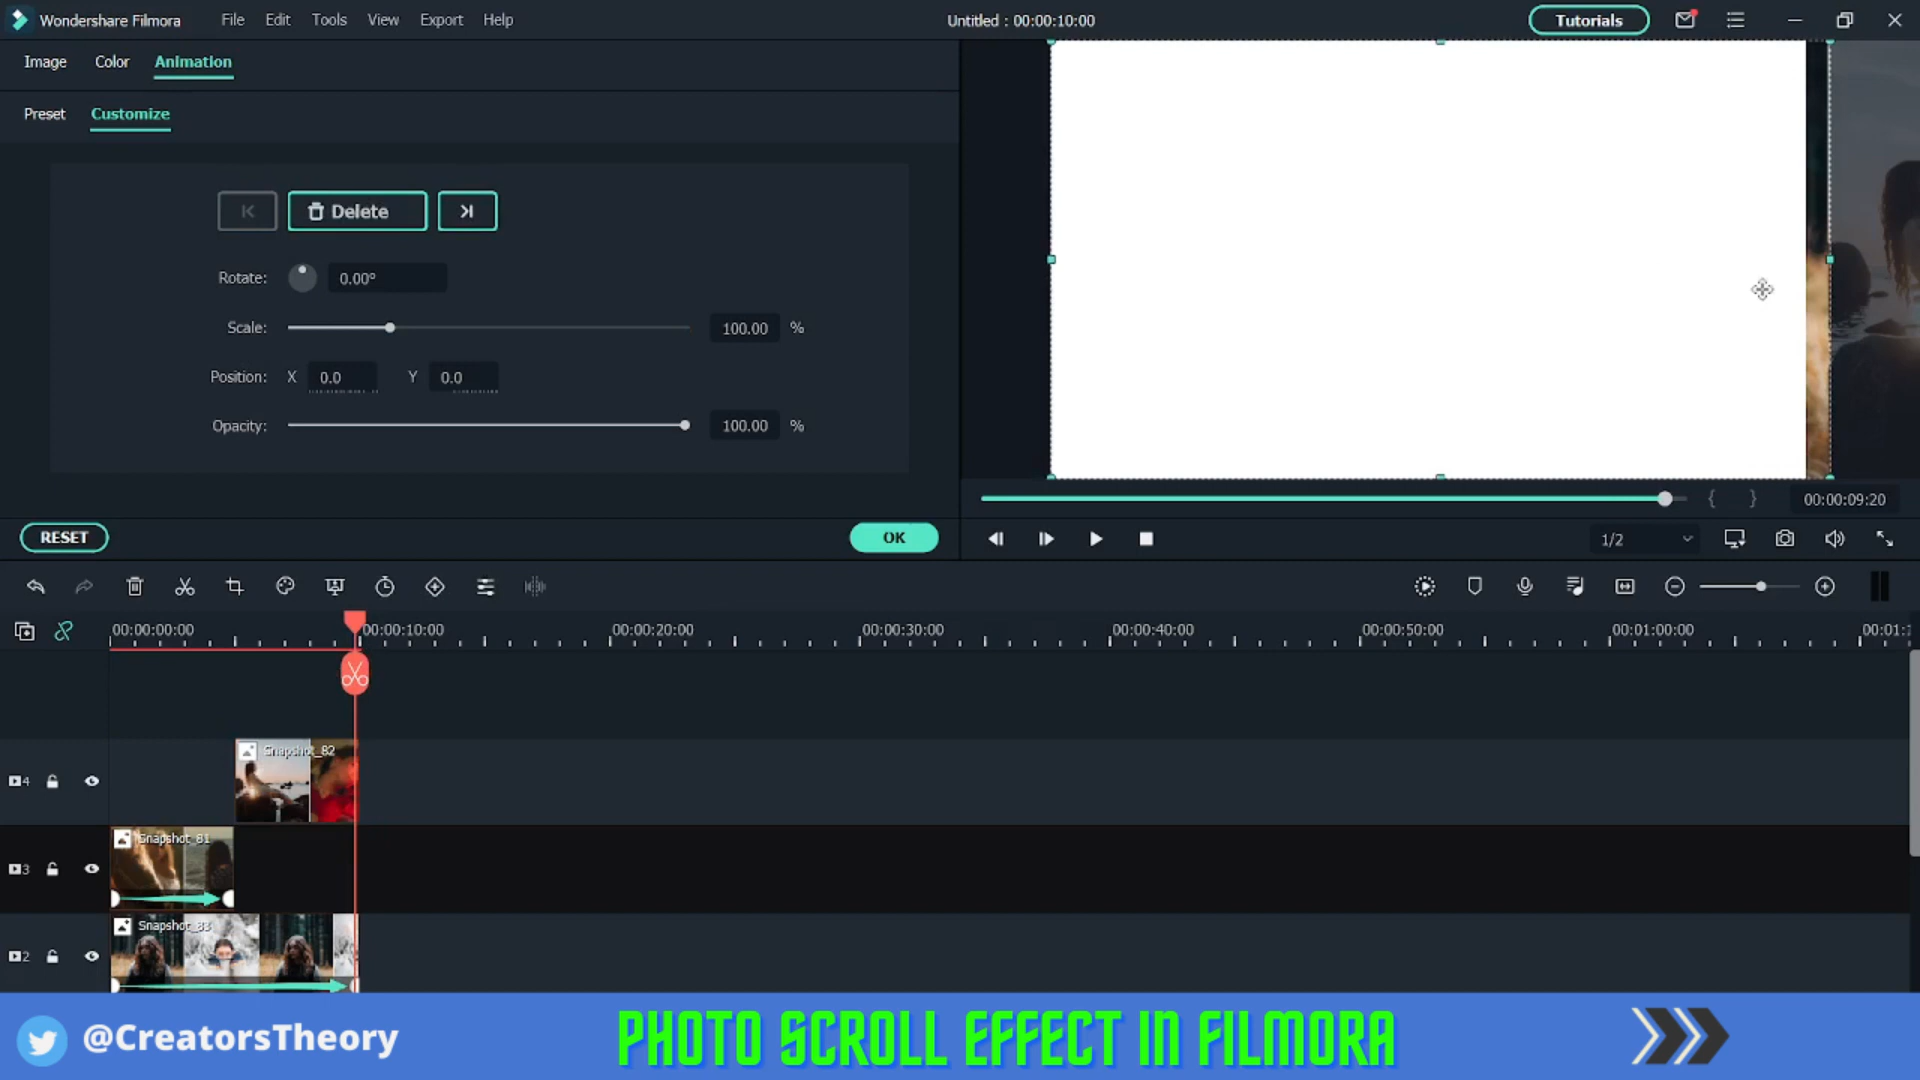 Wondershare Filmora File Edit Tools View Export Help Untitled : 00:00:10:00 Tutorials
Image Color Animation
Preset Customize
Delete
Rotate: 0.00°
Scale: 100.00 %
Position: X 0.0 Y 0.0
Opacity: 100.00 %
{ } 00:00:09:20
RESET OK
1/2
00:00:00:00 00:00:10:00 00:00:20:00 00:00:30:00 00:00:40:00 00:00:50:00 00:01:00:00 00:01:1
Snapshot_82
4
Snapshot_81
3
Snapshot_83
2
@CreatorsTheory PHOTO SCROLL EFFECT IN FILMORA